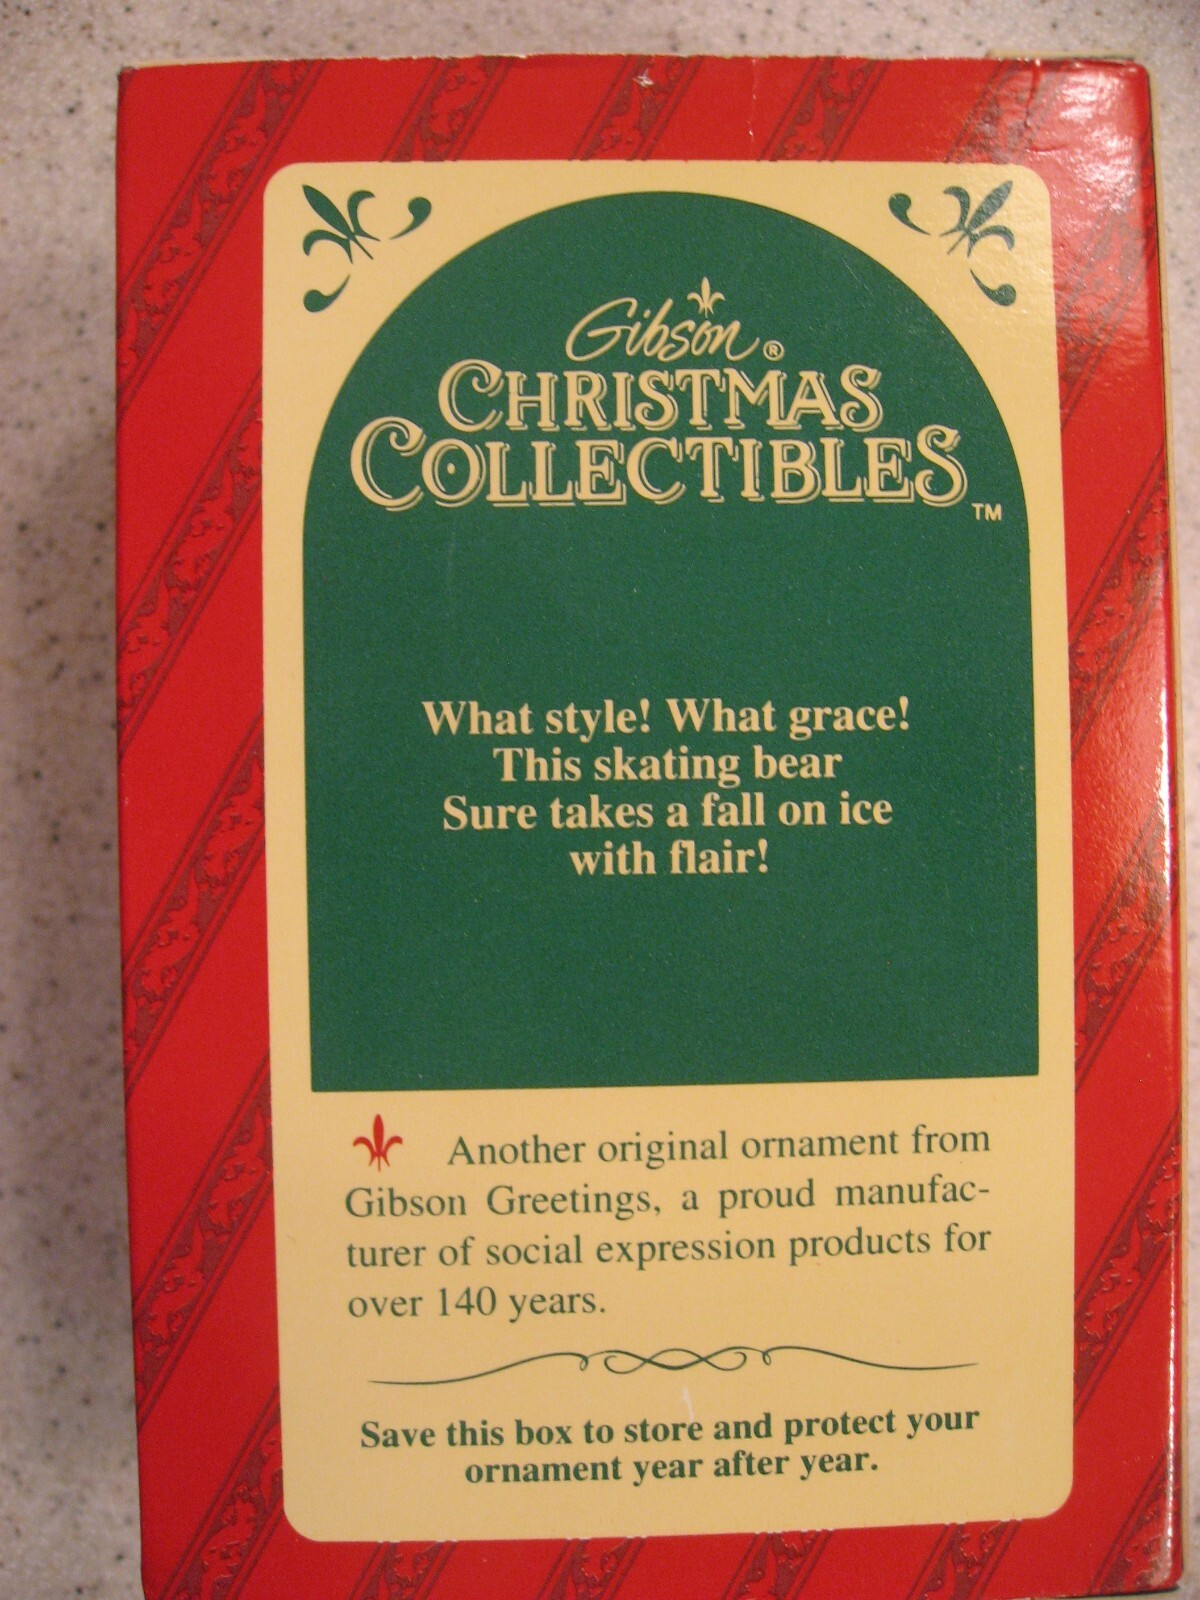 Gibson®
CHRISTMAS
COLLECTIBLES™
What style! What grace!
This skating bear
Sure takes a fall on ice
with flair!
Another original ornament from
Gibson Greetings, a proud manufac-
turer of social expression products for
over 140 years.
Save this box to store and protect your
ornament year after year.